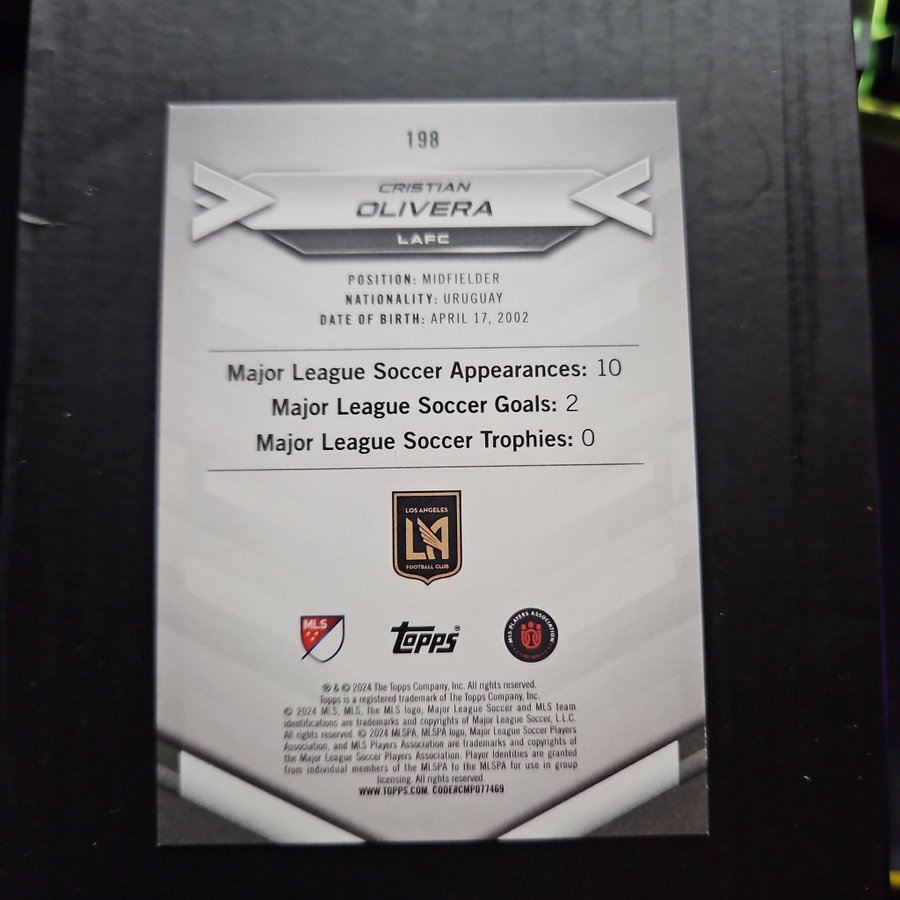 198
CRISTIAN
OLIVERA
LAFC
POSITION: MIDFIELDER
NATIONALITY: URUGUAY
DATE OF BIRTH: APRIL 17, 2002
Major League Soccer Appearances: 10
Major League Soccer Goals: 2
Major League Soccer Trophies: 0
LOS ANGELES
LA
FOOTBALL CLUB
MLS
Topps®
MLS PLAYERS ASSOCIATION
® & © 2024 The Topps Company, Inc. All rights reserved.
Topps is a registered trademark of The Topps Company, Inc.
© 2024 MLS, MLS, the MLS logo, Major League Soccer and MLS team
identifications are trademarks and copyrights of Major League Soccer, L.L.C.
All rights reserved. © 2024 MLSPA, MLSPA logo, Major League Soccer Players
Association, and MLS Players Association are trademarks and copyrights of
the Major League Soccer Players Association. Player Identities are granted
from individual members of the MLSPA to the MLSPA for use in group
licensing. All rights reserved.
WWW.TOPPS.COM. CODE#CMP077469